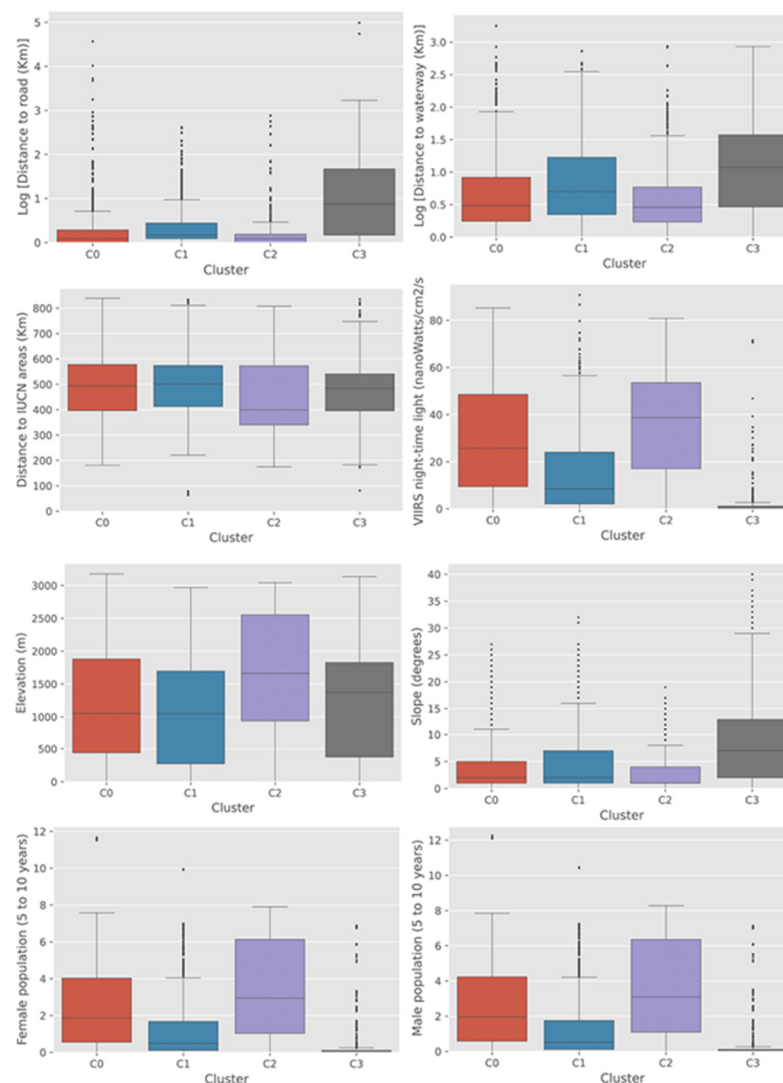 Log [Distance to road (Km)]
5
4
3
2
1
0
C0 C1 C2 C3
Cluster
Log [Distance to waterway (Km)]
3.0
2.5
2.0
1.5
1.0
0.5
0.0
C0 C1 C2 C3
Cluster
Distance to IUCN areas (Km)
800
700
600
500
400
300
200
100
0
C0 C1 C2 C3
Cluster
VIIRS night-time light (nanoWatts/cm2/s
80
60
40
20
0
C0 C1 C2 C3
Cluster
Elevation (m)
3000
2500
2000
1500
1000
500
0
C0 C1 C2 C3
Cluster
Slope (degrees)
40
35
30
25
20
15
10
5
0
C0 C1 C2 C3
Cluster
Female population (5 to 10 years)
12
10
8
6
4
2
0
C0 C1 C2 C3
Cluster
Male population (5 to 10 years)
12
10
8
6
4
2
0
C0 C1 C2 C3
Cluster